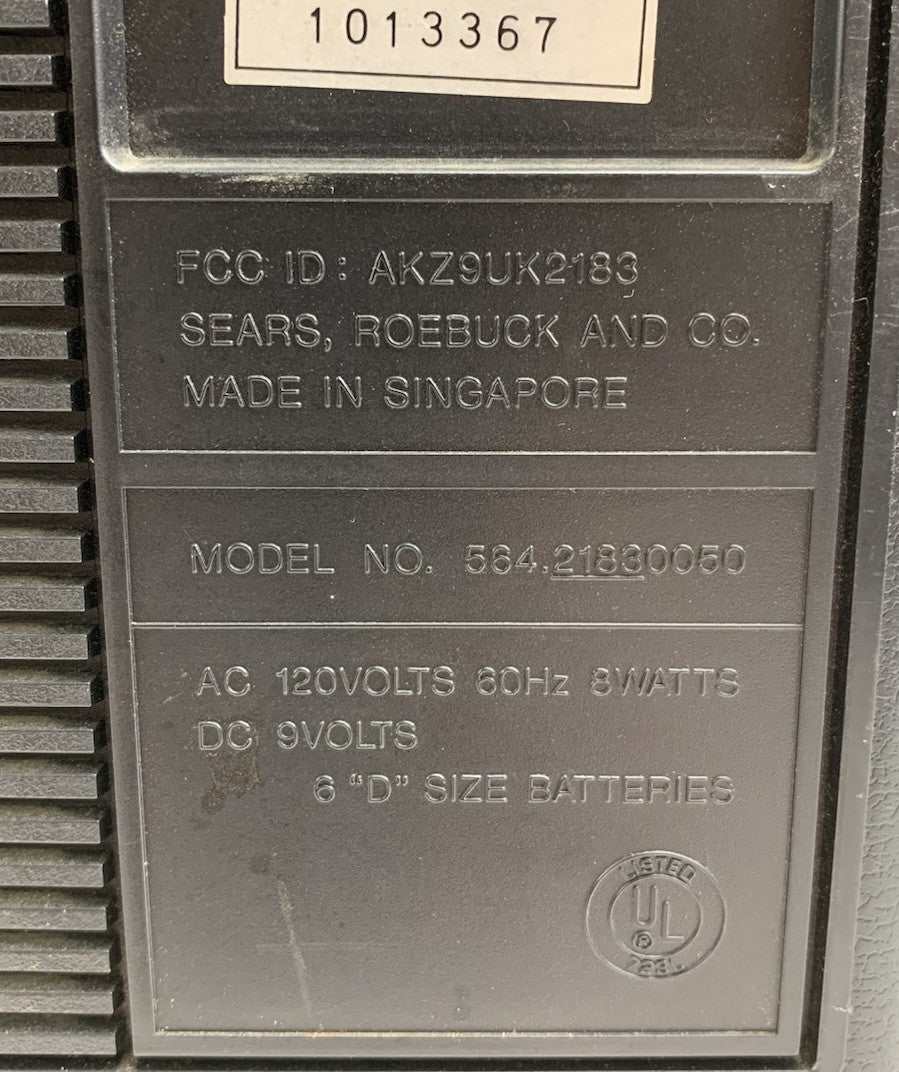 1013367
FCC ID: AKZ9UK2183
SEARS, ROEBUCK AND CO.
MADE IN SINGAPORE
MODEL NO. 564.21830050
AC 120VOLTS 60Hz 8WATTS
DC 9VOLTS
6 "D" SIZE BATTERIES
LISTED
UL
®
723L